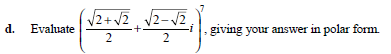 d. Evaluate (√(2+√2)/2 + √(2−√2)/2 i)^7, giving your answer in polar form.